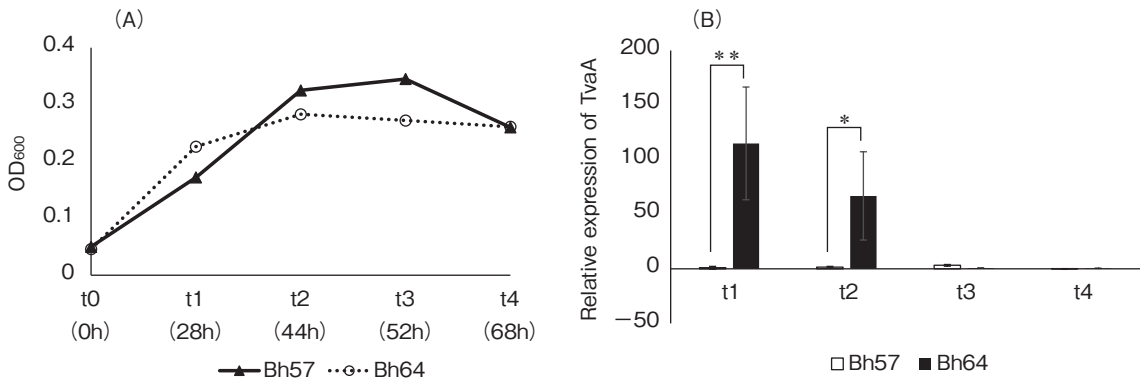 (A)
OD₆₀₀
0.4
0.3
0.2
0.1
0
t0 t1 t2 t3 t4
(0h) (28h) (44h) (52h) (68h)
Bh57 Bh64
(B)
Relative expression of TvaA
200
150
100
50
0
−50
** *
t1 t2 t3 t4
Bh57 Bh64